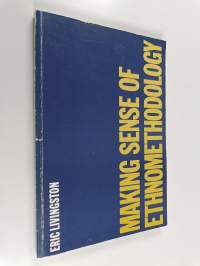 MAKING SENSE OF
ETHNOMETHODOLOGY
ERIC LIVINGSTON